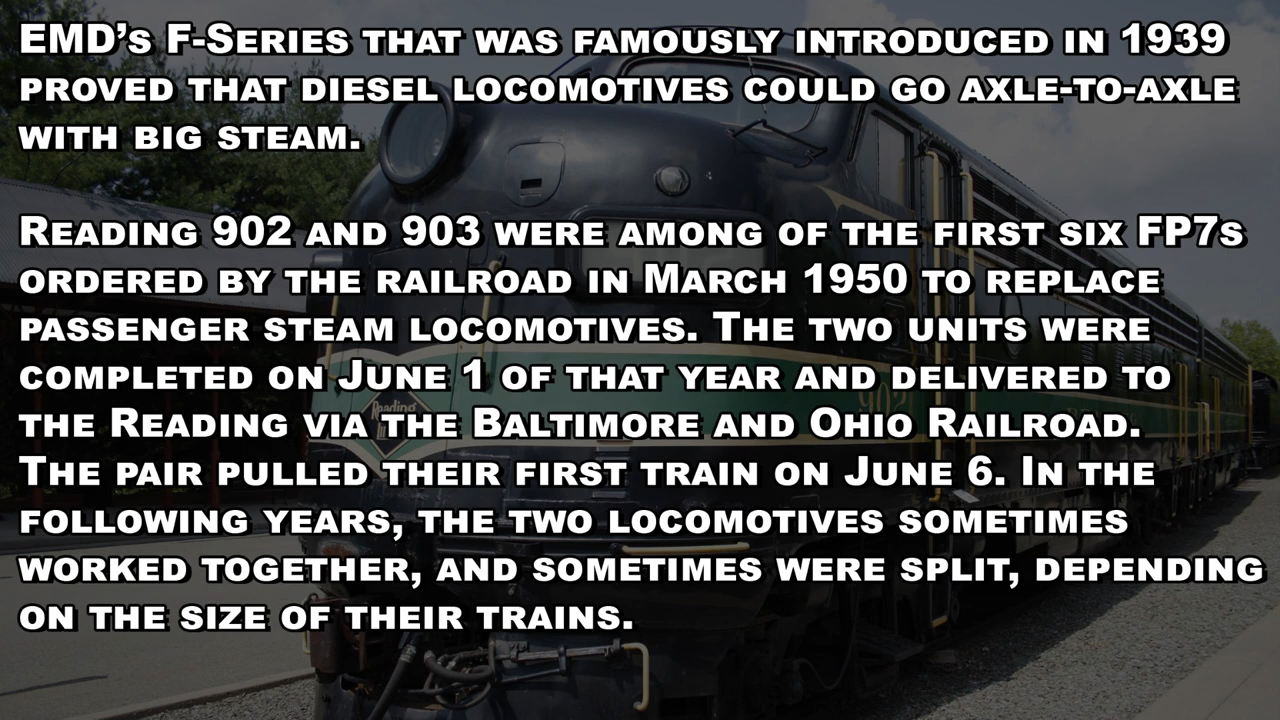 EMD's F-Series that was famously introduced in 1939
proved that diesel locomotives could go axle-to-axle
with big steam.
Reading 902 and 903 were among of the first six FP7s
ordered by the railroad in March 1950 to replace
passenger steam locomotives. The two units were
completed on June 1 of that year and delivered to
the Reading via the Baltimore and Ohio Railroad.
The pair pulled their first train on June 6. In the
following years, the two locomotives sometimes
worked together, and sometimes were split, depending
on the size of their trains.
Reading
902